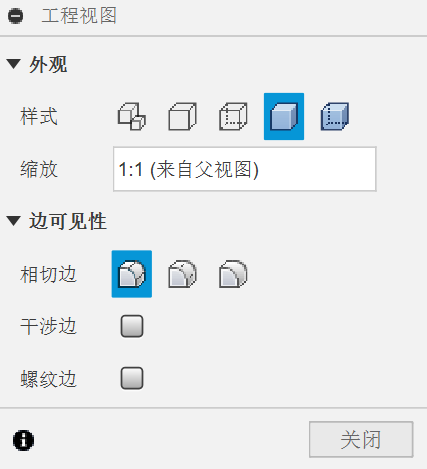 工程视图
外观
样式
缩放 1:1 (来自父视图)
边可见性
相切边
干涉边
螺纹边
关闭